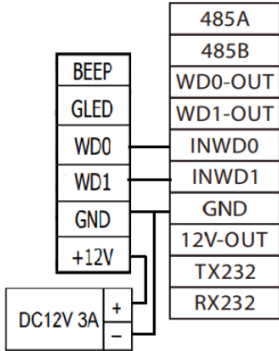 BEEP
GLED
WD0
WD1
GND
+12V
DC12V 3A
+
−
485A
485B
WD0-OUT
WD1-OUT
INWD0
INWD1
GND
12V-OUT
TX232
RX232